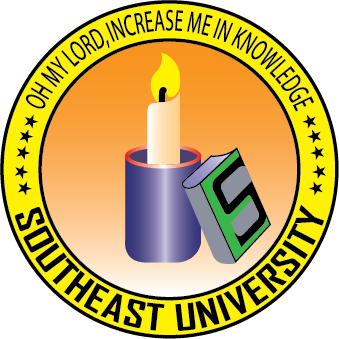 OH MY LORD, INCREASE ME IN KNOWLEDGE
SOUTHEAST UNIVERSITY